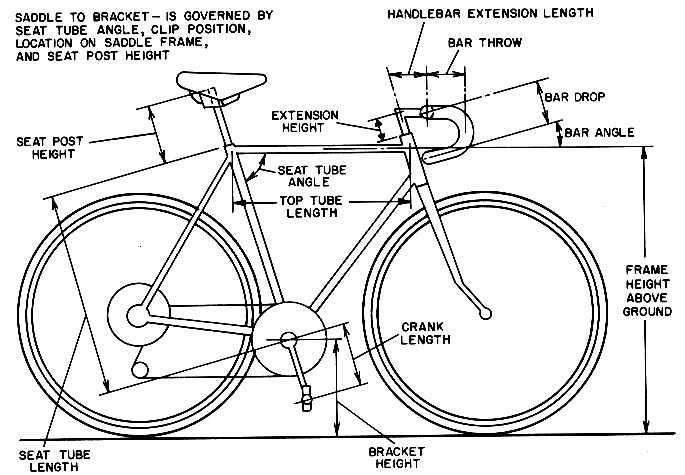 SADDLE TO BRACKET – IS GOVERNED BY
SEAT TUBE ANGLE, CLIP POSITION,
LOCATION ON SADDLE FRAME,
AND SEAT POST HEIGHT
HANDLEBAR EXTENSION LENGTH
BAR THROW
BAR DROP
BAR ANGLE
EXTENSION
HEIGHT
SEAT POST
HEIGHT
SEAT TUBE
ANGLE
TOP TUBE
LENGTH
FRAME
HEIGHT
ABOVE
GROUND
CRANK
LENGTH
SEAT TUBE
LENGTH
BRACKET
HEIGHT